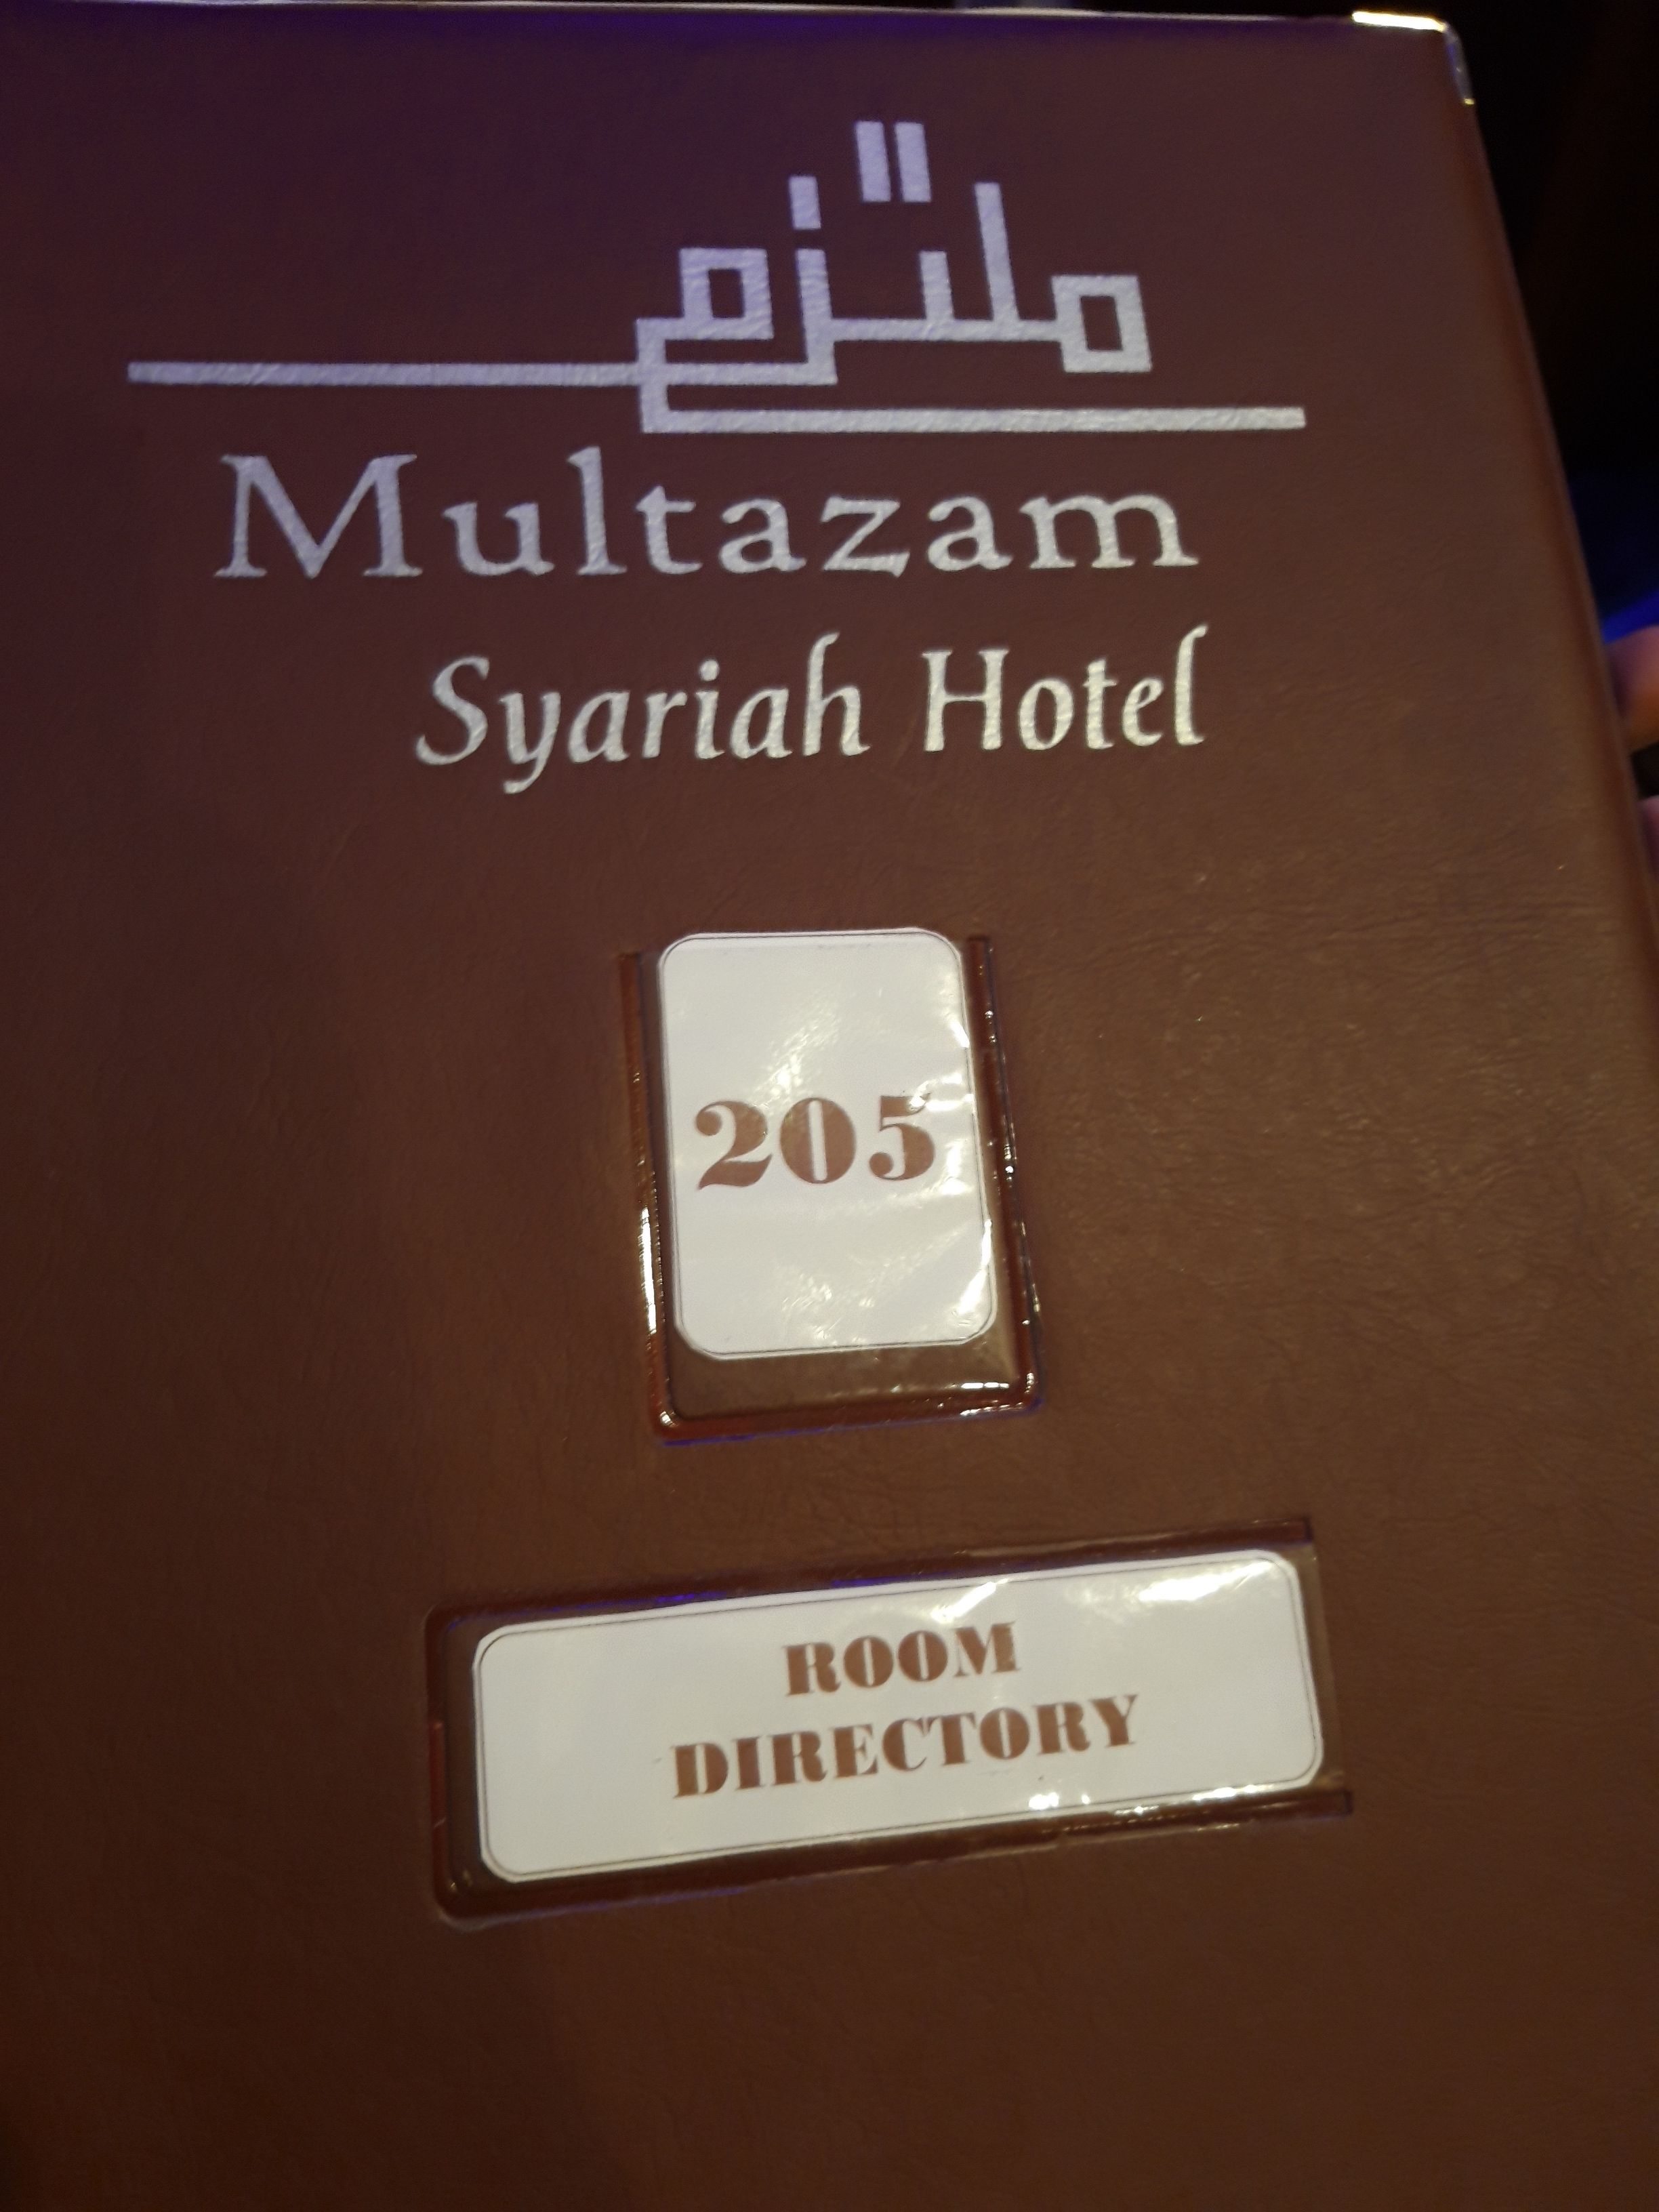 ملتزم
Multazam
Syariah Hotel
205
ROOM
DIRECTORY